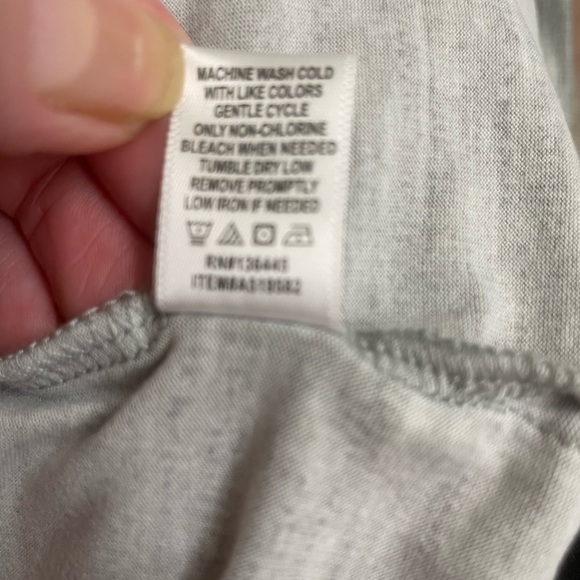 MACHINE WASH COLD
WITH LIKE COLORS
GENTLE CYCLE
ONLY NON-CHLORINE
BLEACH WHEN NEEDED
TUMBLE DRY LOW
REMOVE PROMPTLY
LOW IRON IF NEEDED